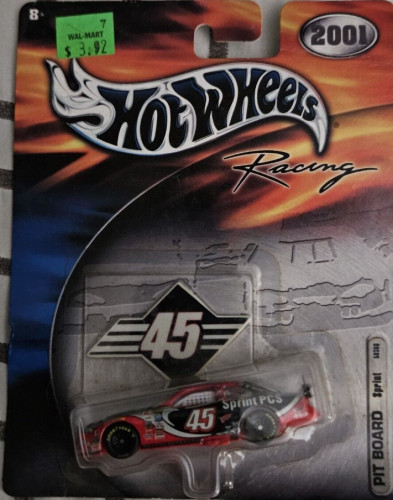 8+
7
WAL-MART
$ 3.92
2001
HOT WHEELS
Racing
45
Sprint PCS
45
PIT BOARD Sprint